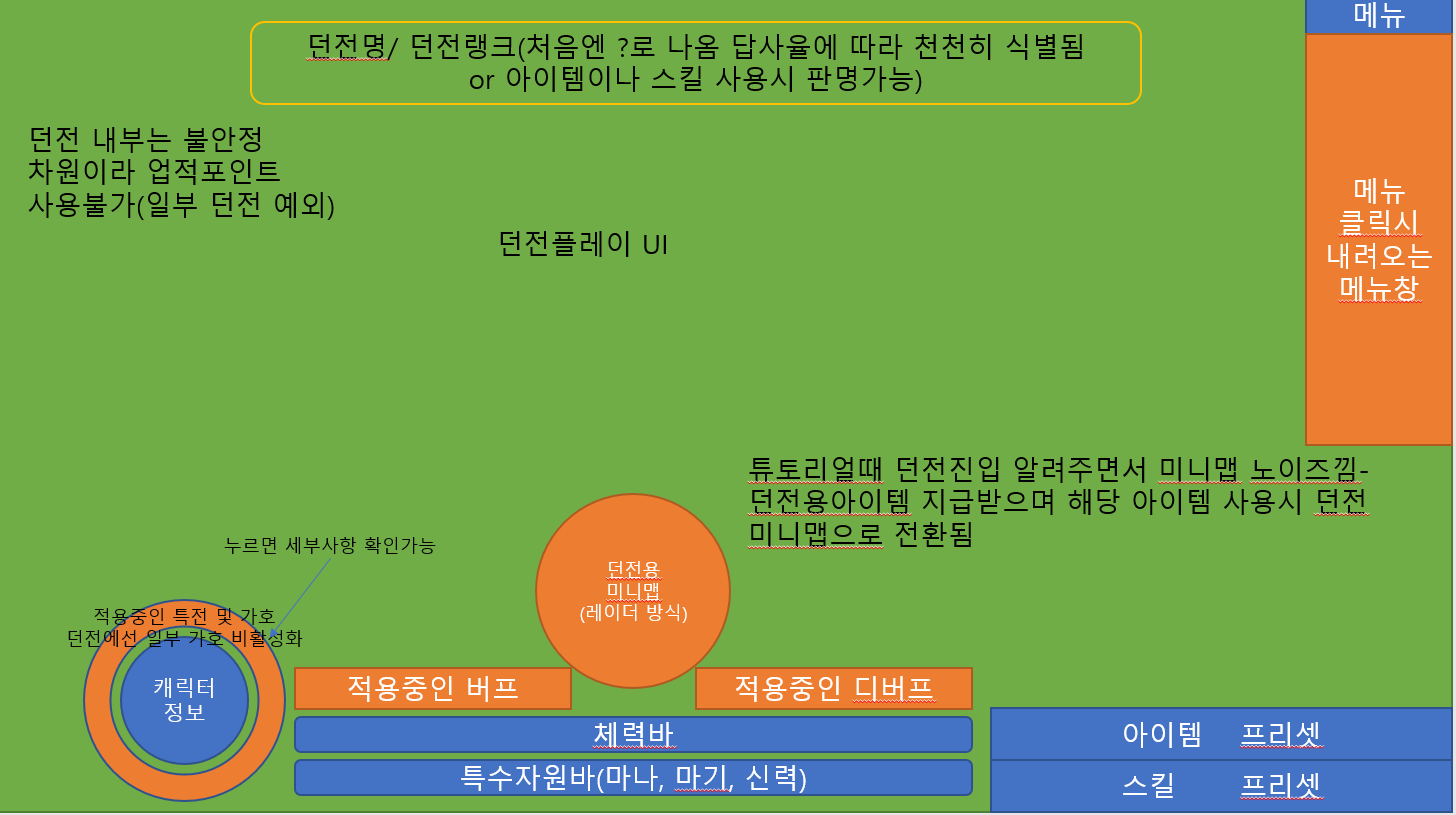 메뉴
던전명/ 던전랭크(처음엔 ?로 나옴 답사율에 따라 천천히 식별됨
or 아이템이나 스킬 사용시 판명가능)
던전 내부는 불안정
차원이라 업적포인트
사용불가(일부 던전 예외)
던전플레이 UI
메뉴
클릭시
내려오는
메뉴창
튜토리얼때 던전진입 알려주면서 미니맵 노이즈낌-
던전용아이템 지급받으며 해당 아이템 사용시 던전
미니맵으로 전환됨
누르면 세부사항 확인가능
던전용
미니맵
(레이더 방식)
적용중인 특전 및 가호
던전에선 일부 가호 비활성화
캐릭터
정보
적용중인 버프
적용중인 디버프
체력바
특수자원바(마나, 마기, 신력)
아이템 프리셋
스킬 프리셋